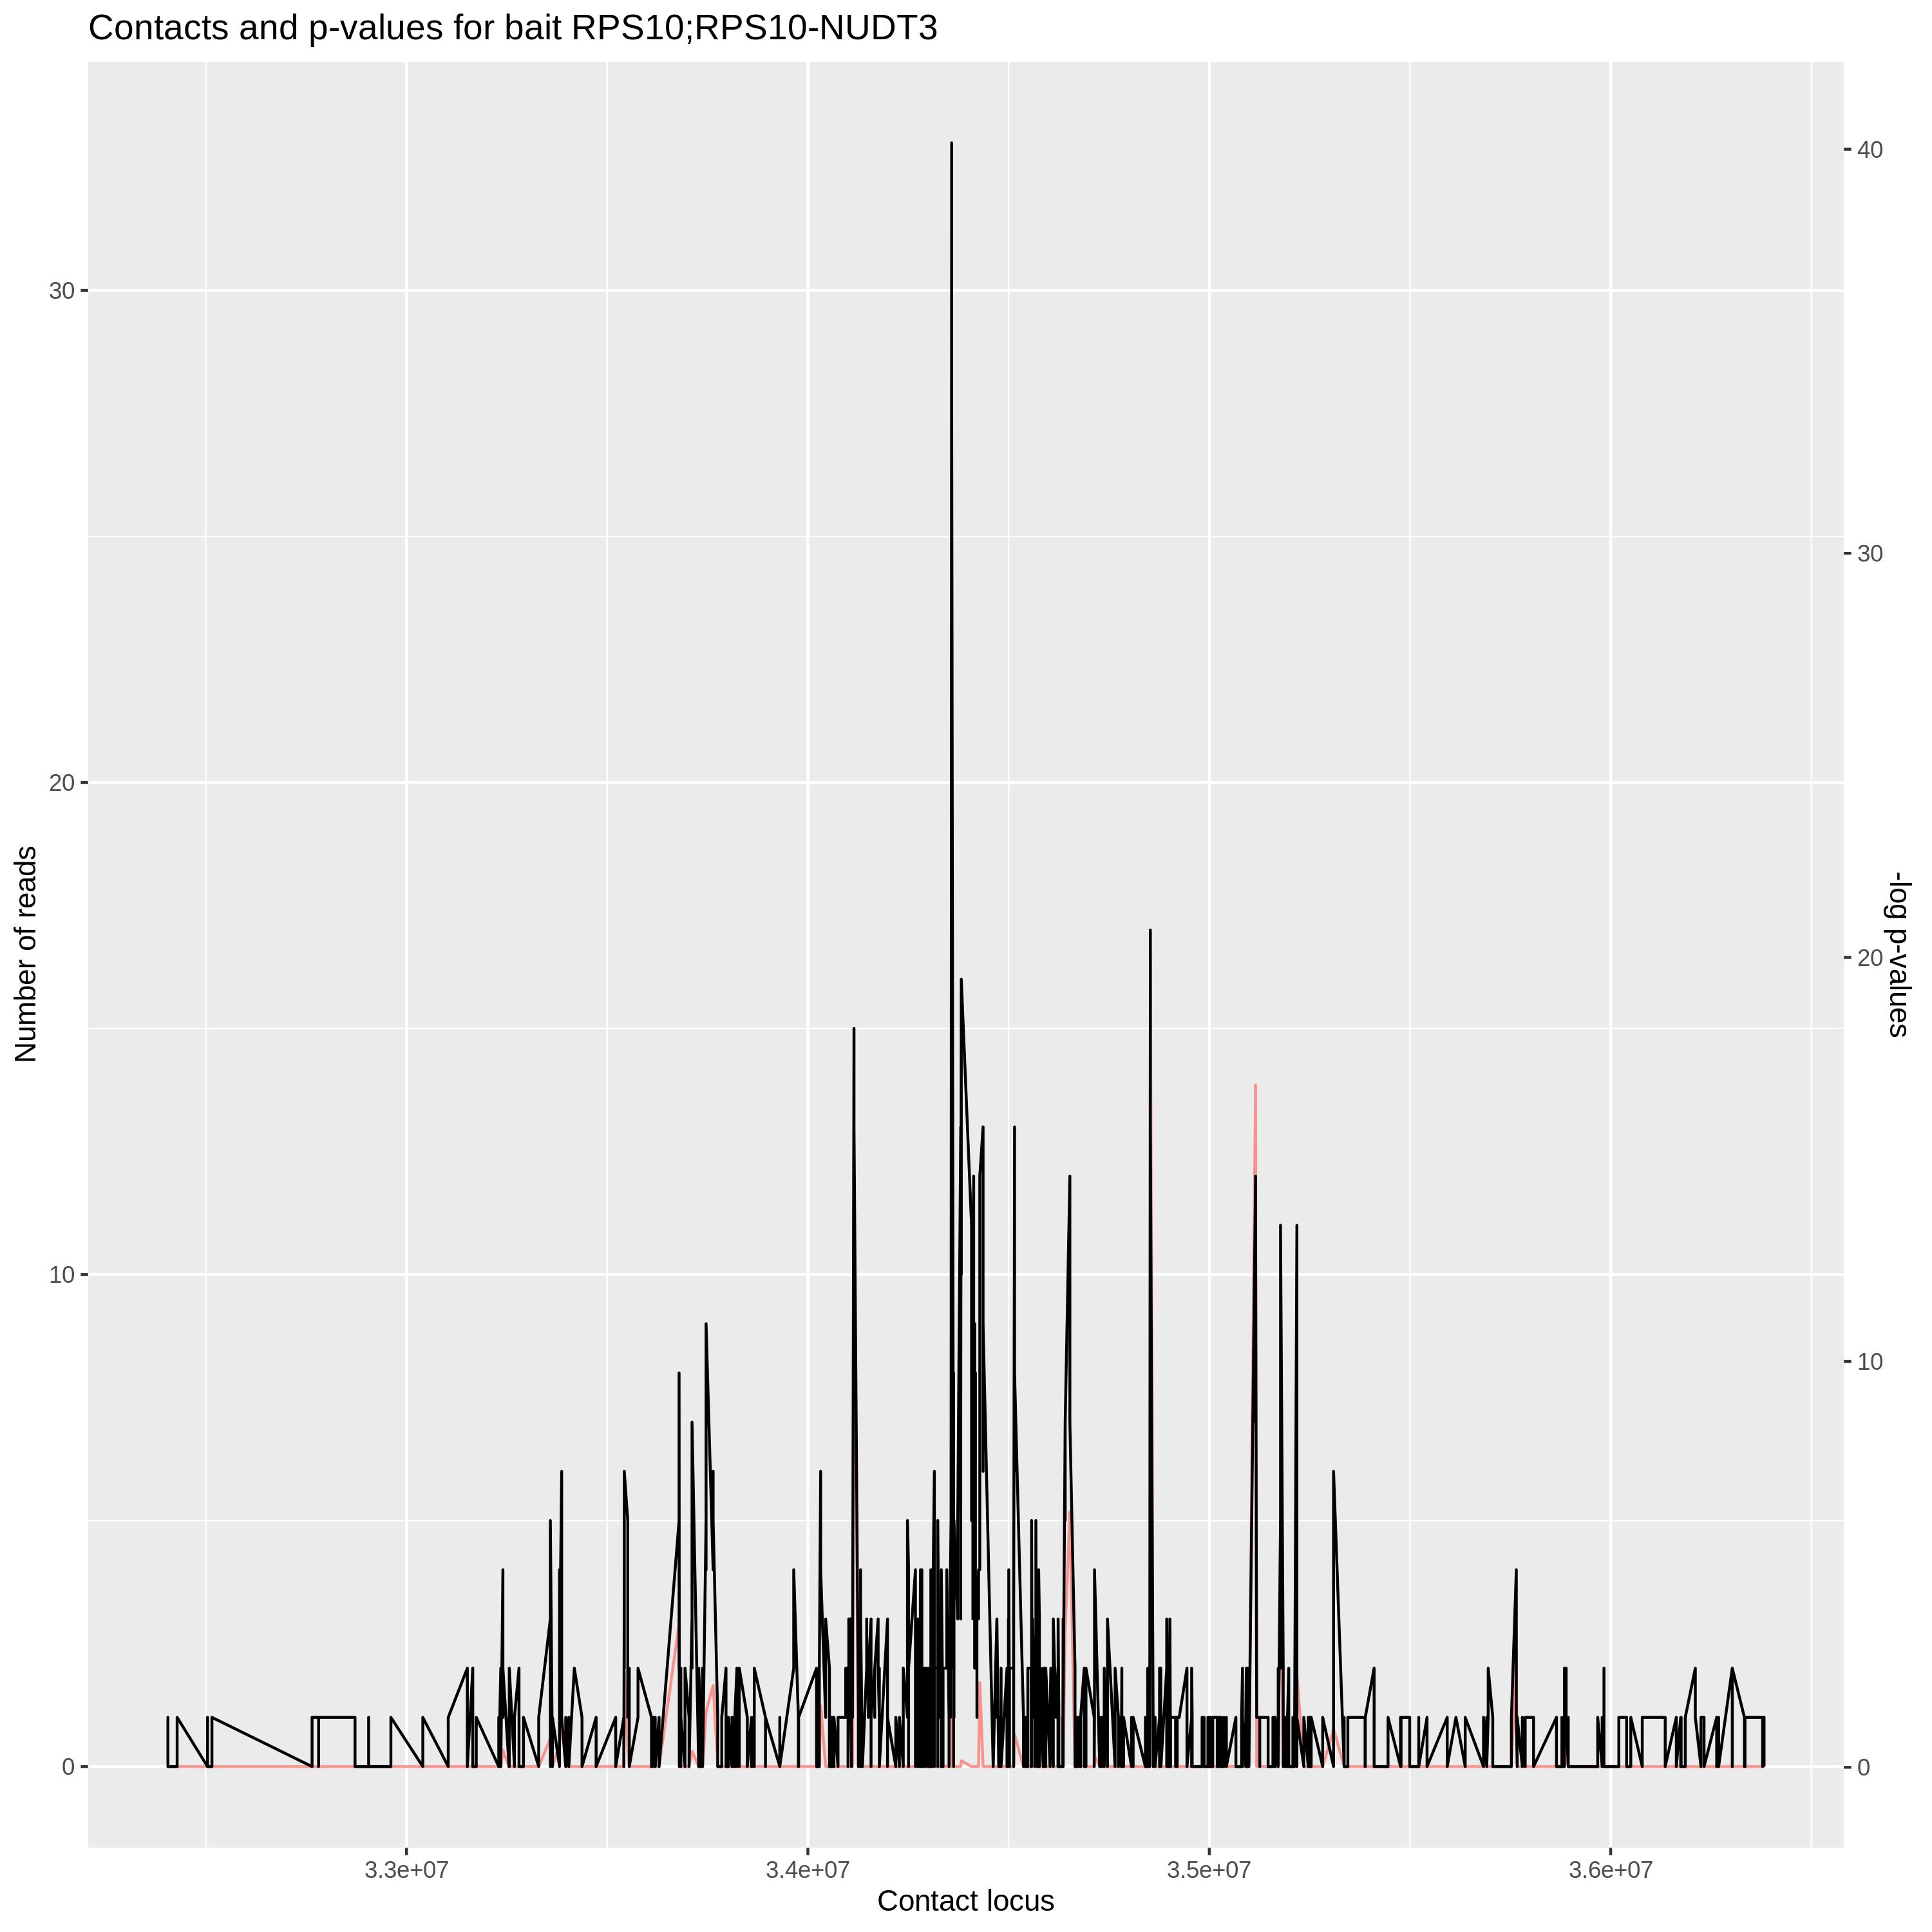 Contacts and p-values for bait RPS10;RPS10-NUDT3
Number of reads
30
20
10
0
40
30
20
10
0
-log p-values
3.3e+07
3.4e+07
3.5e+07
3.6e+07
Contact locus